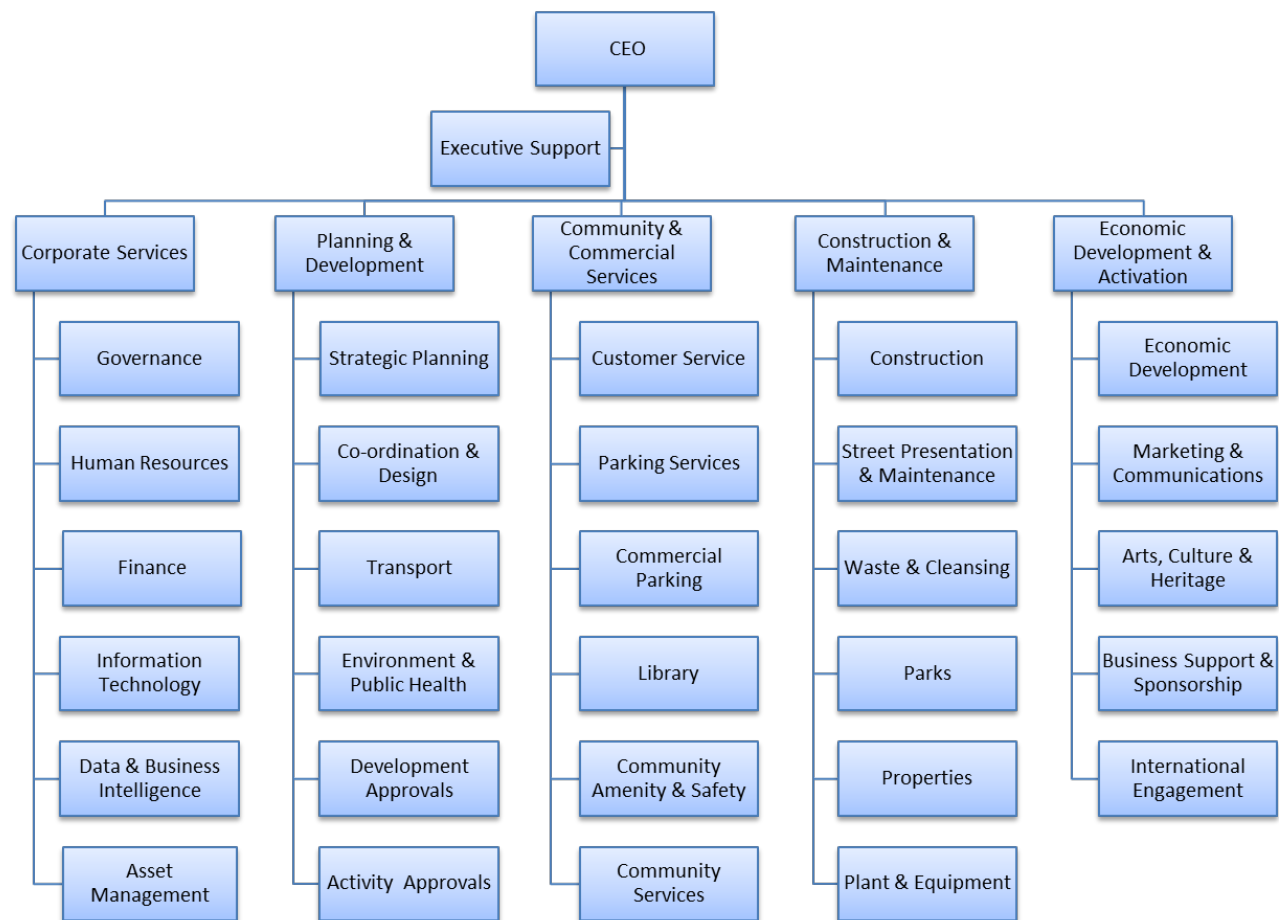 CEO
Executive Support
Corporate Services
Planning &
Development
Community &
Commercial
Services
Construction &
Maintenance
Economic
Development &
Activation
Governance
Human Resources
Finance
Information
Technology
Data & Business
Intelligence
Asset
Management
Strategic Planning
Co-ordination &
Design
Transport
Environment &
Public Health
Development
Approvals
Activity Approvals
Customer Service
Parking Services
Commercial
Parking
Library
Community
Amenity & Safety
Community
Services
Construction
Street Presentation
& Maintenance
Waste & Cleansing
Parks
Properties
Plant & Equipment
Economic
Development
Marketing &
Communications
Arts, Culture &
Heritage
Business Support &
Sponsorship
International
Engagement